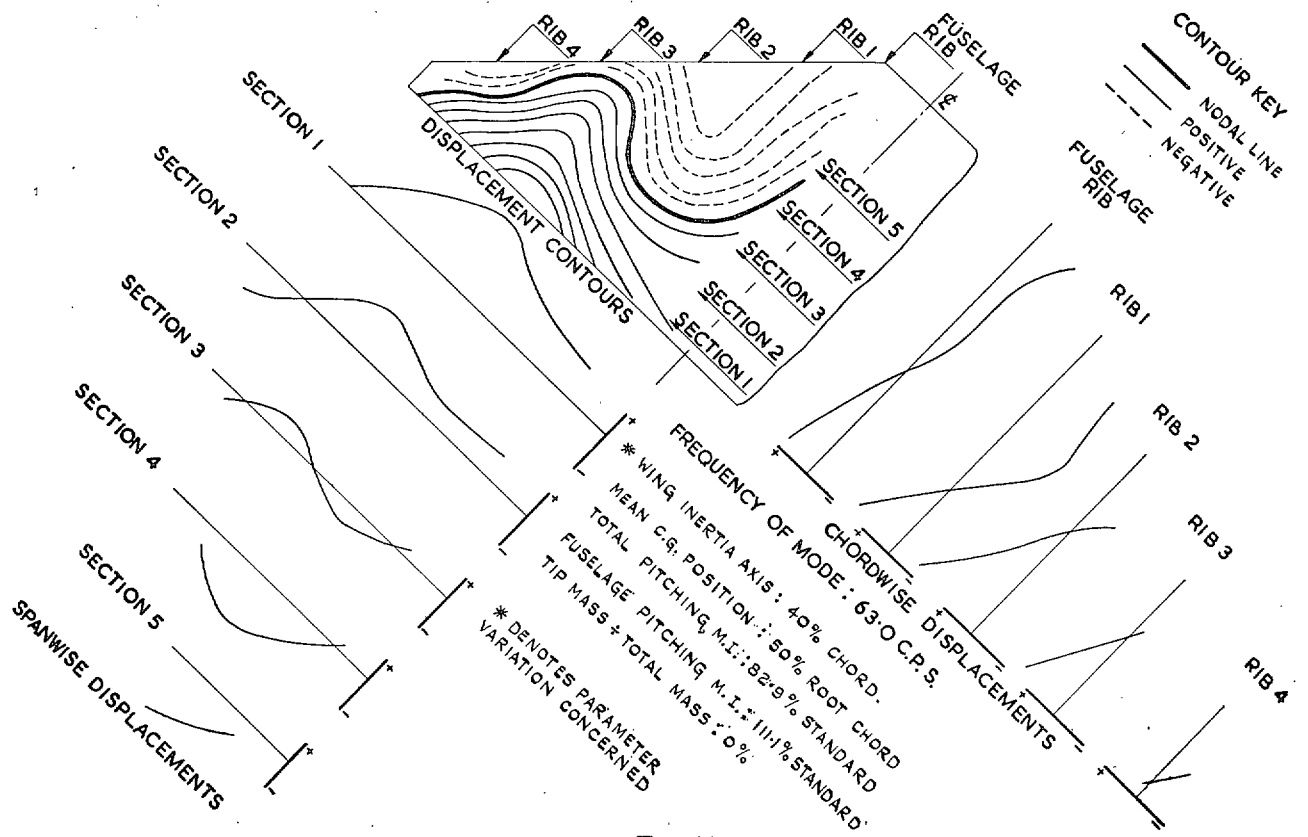 RIB 4
RIB 3
RIB 2
RIB 1
FUSELAGE
RIB
℄
CONTOUR KEY
NODAL LINE
POSITIVE
NEGATIVE
DISPLACEMENT CONTOURS
SECTION 5
SECTION 4
SECTION 3
SECTION 2
SECTION 1
SECTION 1
SECTION 2
SECTION 3
SECTION 4
SECTION 5
SPANWISE DISPLACEMENTS
+
-
+
-
+
-
+
-
+
-
FUSELAGE
RIB
RIB 1
RIB 2
RIB 3
RIB 4
CHORDWISE DISPLACEMENTS
+
-
+
-
+
-
+
-
+
-
FREQUENCY OF MODE : 63·0 C.P.S.
* WING INERTIA AXIS : 40% CHORD.
MEAN C.G. POSITION : 50% ROOT CHORD
TOTAL PITCHING M.I. : 82·9% STANDARD
FUSELAGE PITCHING M.I. : 111·1% STANDARD
TIP MASS ÷ TOTAL MASS : 0%
* DENOTES PARAMETER
VARIATION CONCERNED